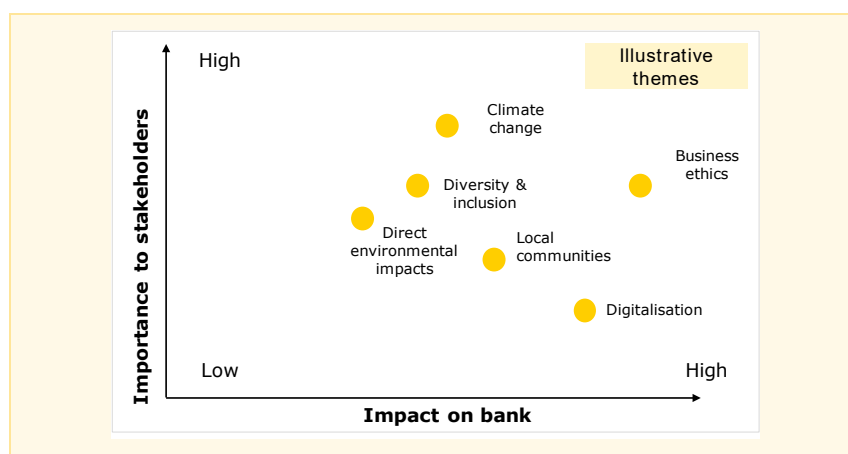 High
Illustrative
themes
Climate
change
Business
ethics
Diversity &
inclusion
Direct
environmental
impacts
Local
communities
Digitalisation
Low
High
Importance to stakeholders
Impact on bank